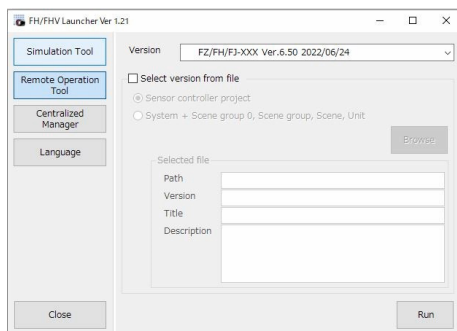 FH/FHV Launcher Ver 1.21
Simulation Tool
Remote Operation
Tool
Centralized
Manager
Language
Close
Version
FZ/FH/FJ-XXX Ver.6.50 2022/06/24
Select version from file
Sensor controller project
System + Scene group 0, Scene group, Scene, Unit
Browse
Selected file
Path
Version
Title
Description
Run